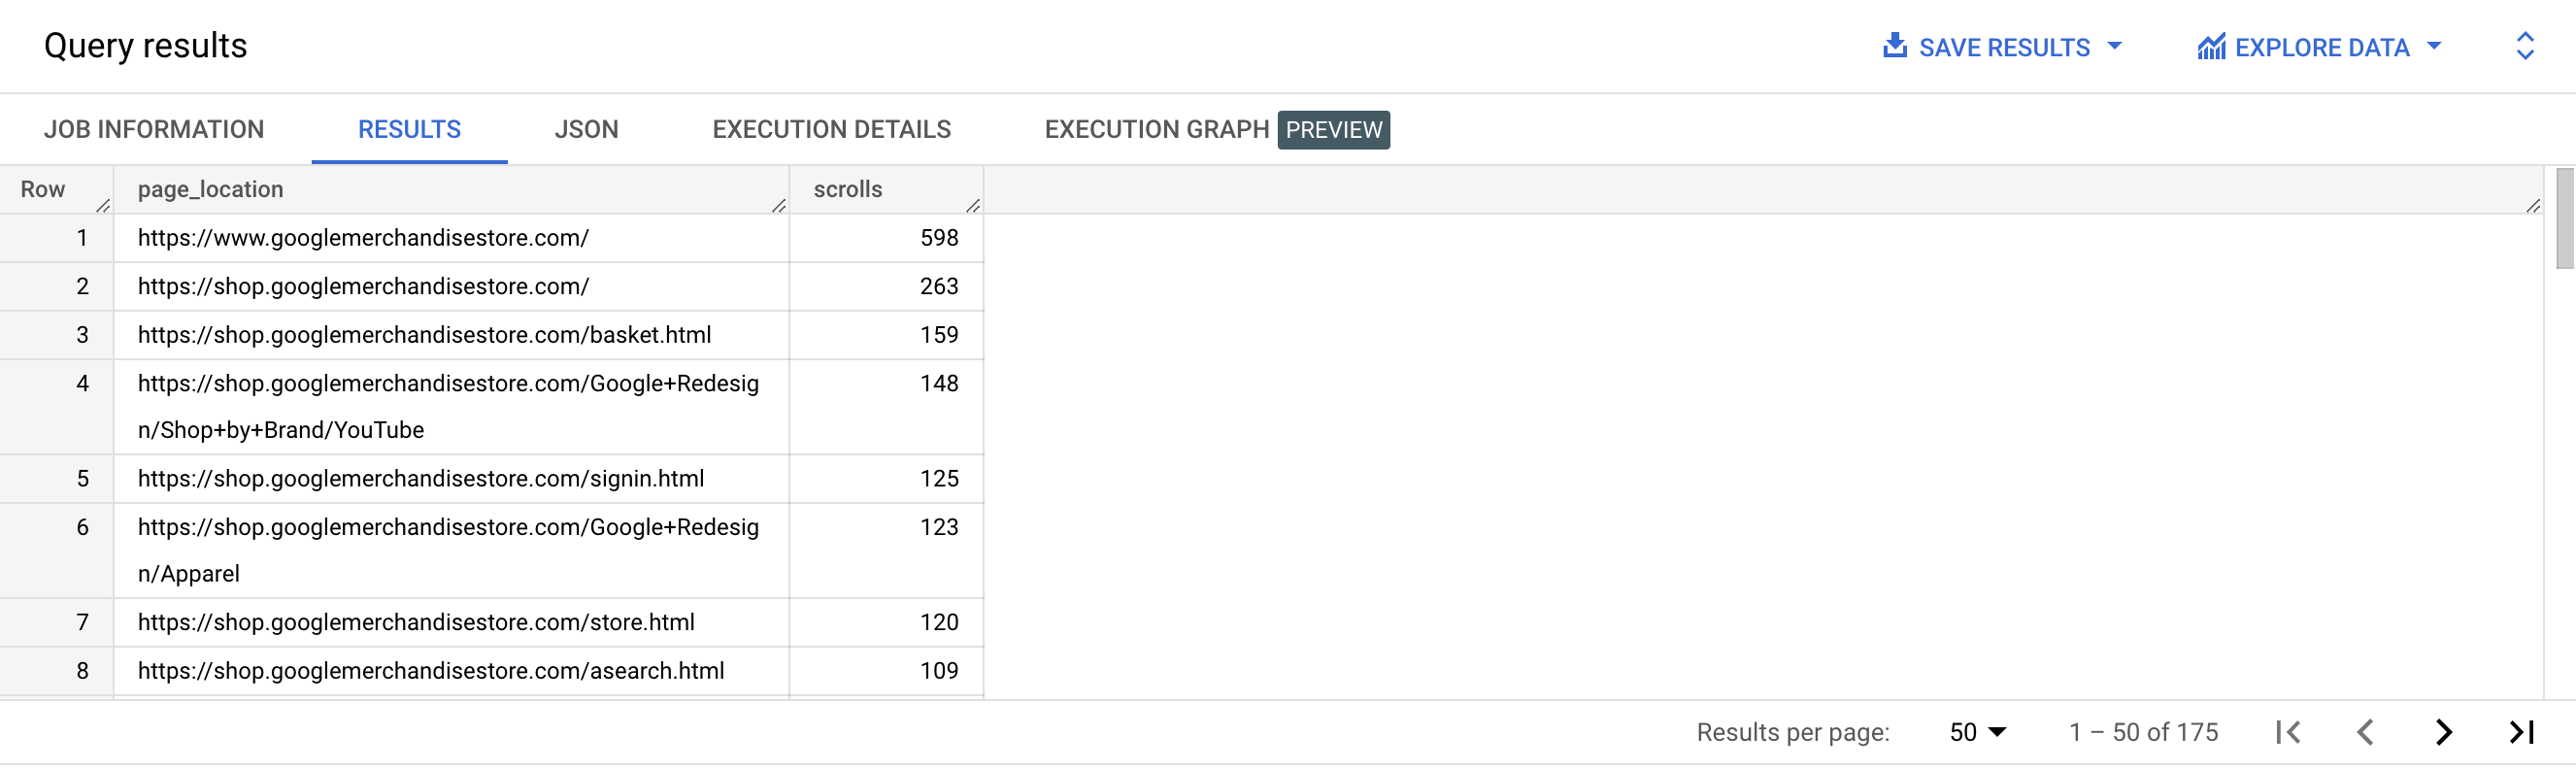 Query results
SAVE RESULTS
EXPLORE DATA
JOB INFORMATION
RESULTS
JSON
EXECUTION DETAILS
EXECUTION GRAPH PREVIEW
Row page_location scrolls
1 https://www.googlemerchandisestore.com/ 598
2 https://shop.googlemerchandisestore.com/ 263
3 https://shop.googlemerchandisestore.com/basket.html 159
4 https://shop.googlemerchandisestore.com/Google+Redesig 148
n/Shop+by+Brand/YouTube
5 https://shop.googlemerchandisestore.com/signin.html 125
6 https://shop.googlemerchandisestore.com/Google+Redesig 123
n/Apparel
7 https://shop.googlemerchandisestore.com/store.html 120
8 https://shop.googlemerchandisestore.com/asearch.html 109
Results per page: 50 1 – 50 of 175